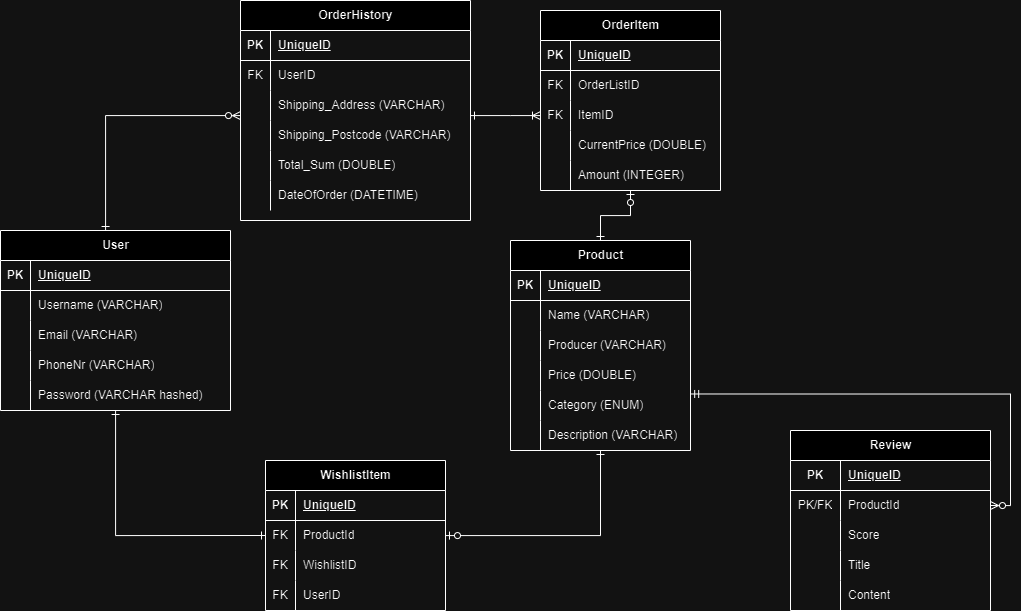 OrderHistory
PK UniqueID
FK UserID
Shipping_Address (VARCHAR)
Shipping_Postcode (VARCHAR)
Total_Sum (DOUBLE)
DateOfOrder (DATETIME)
OrderItem
PK UniqueID
FK OrderListID
FK ItemID
CurrentPrice (DOUBLE)
Amount (INTEGER)
User
PK UniqueID
Username (VARCHAR)
Email (VARCHAR)
PhoneNr (VARCHAR)
Password (VARCHAR hashed)
Product
PK UniqueID
Name (VARCHAR)
Producer (VARCHAR)
Price (DOUBLE)
Category (ENUM)
Description (VARCHAR)
WishlistItem
PK UniqueID
FK ProductId
FK WishlistID
FK UserID
Review
PK UniqueID
PK/FK ProductId
Score
Title
Content